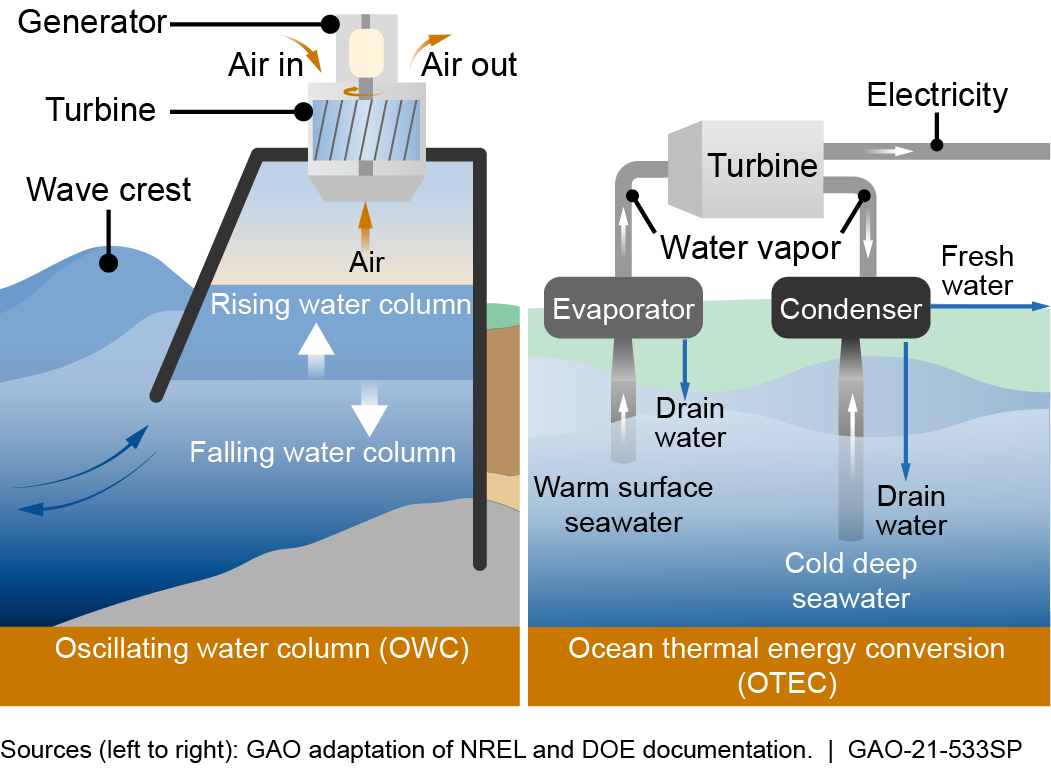 Generator
Air in
Air out
Turbine
Wave crest
Air
Rising water column
Falling water column
Oscillating water column (OWC)
Electricity
Turbine
Water vapor
Fresh
water
Evaporator
Condenser
Drain
water
Warm surface
seawater
Drain
water
Cold deep
seawater
Ocean thermal energy conversion
(OTEC)
Sources (left to right): GAO adaptation of NREL and DOE documentation. | GAO-21-533SP